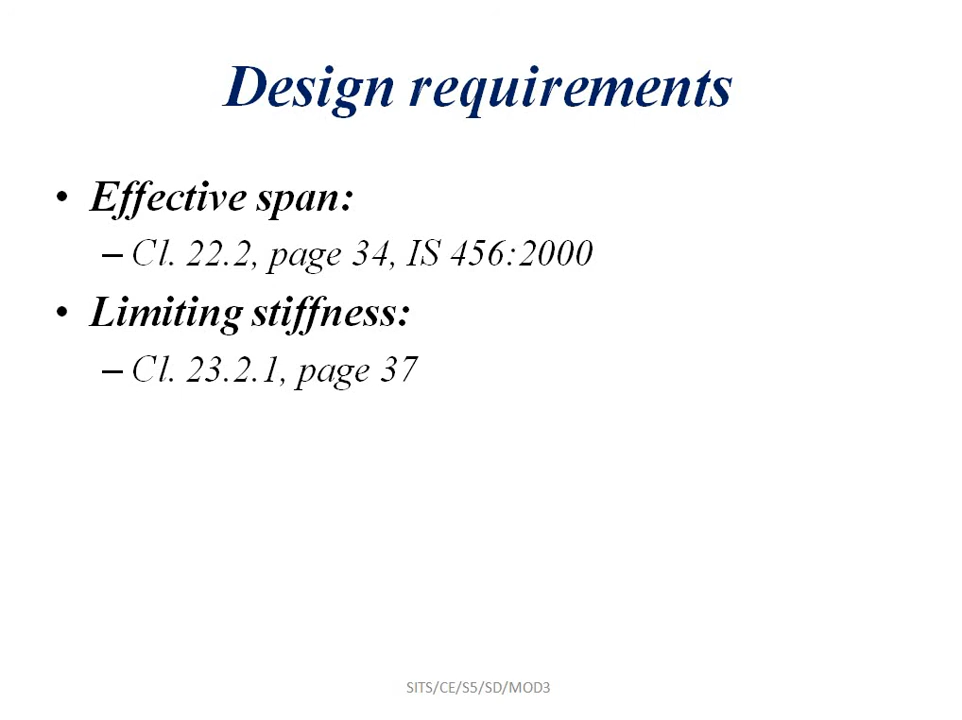 Design requirements
• Effective span:
– Cl. 22.2, page 34, IS 456:2000
• Limiting stiffness:
– Cl. 23.2.1, page 37
SITS/CE/S5/SD/MOD3